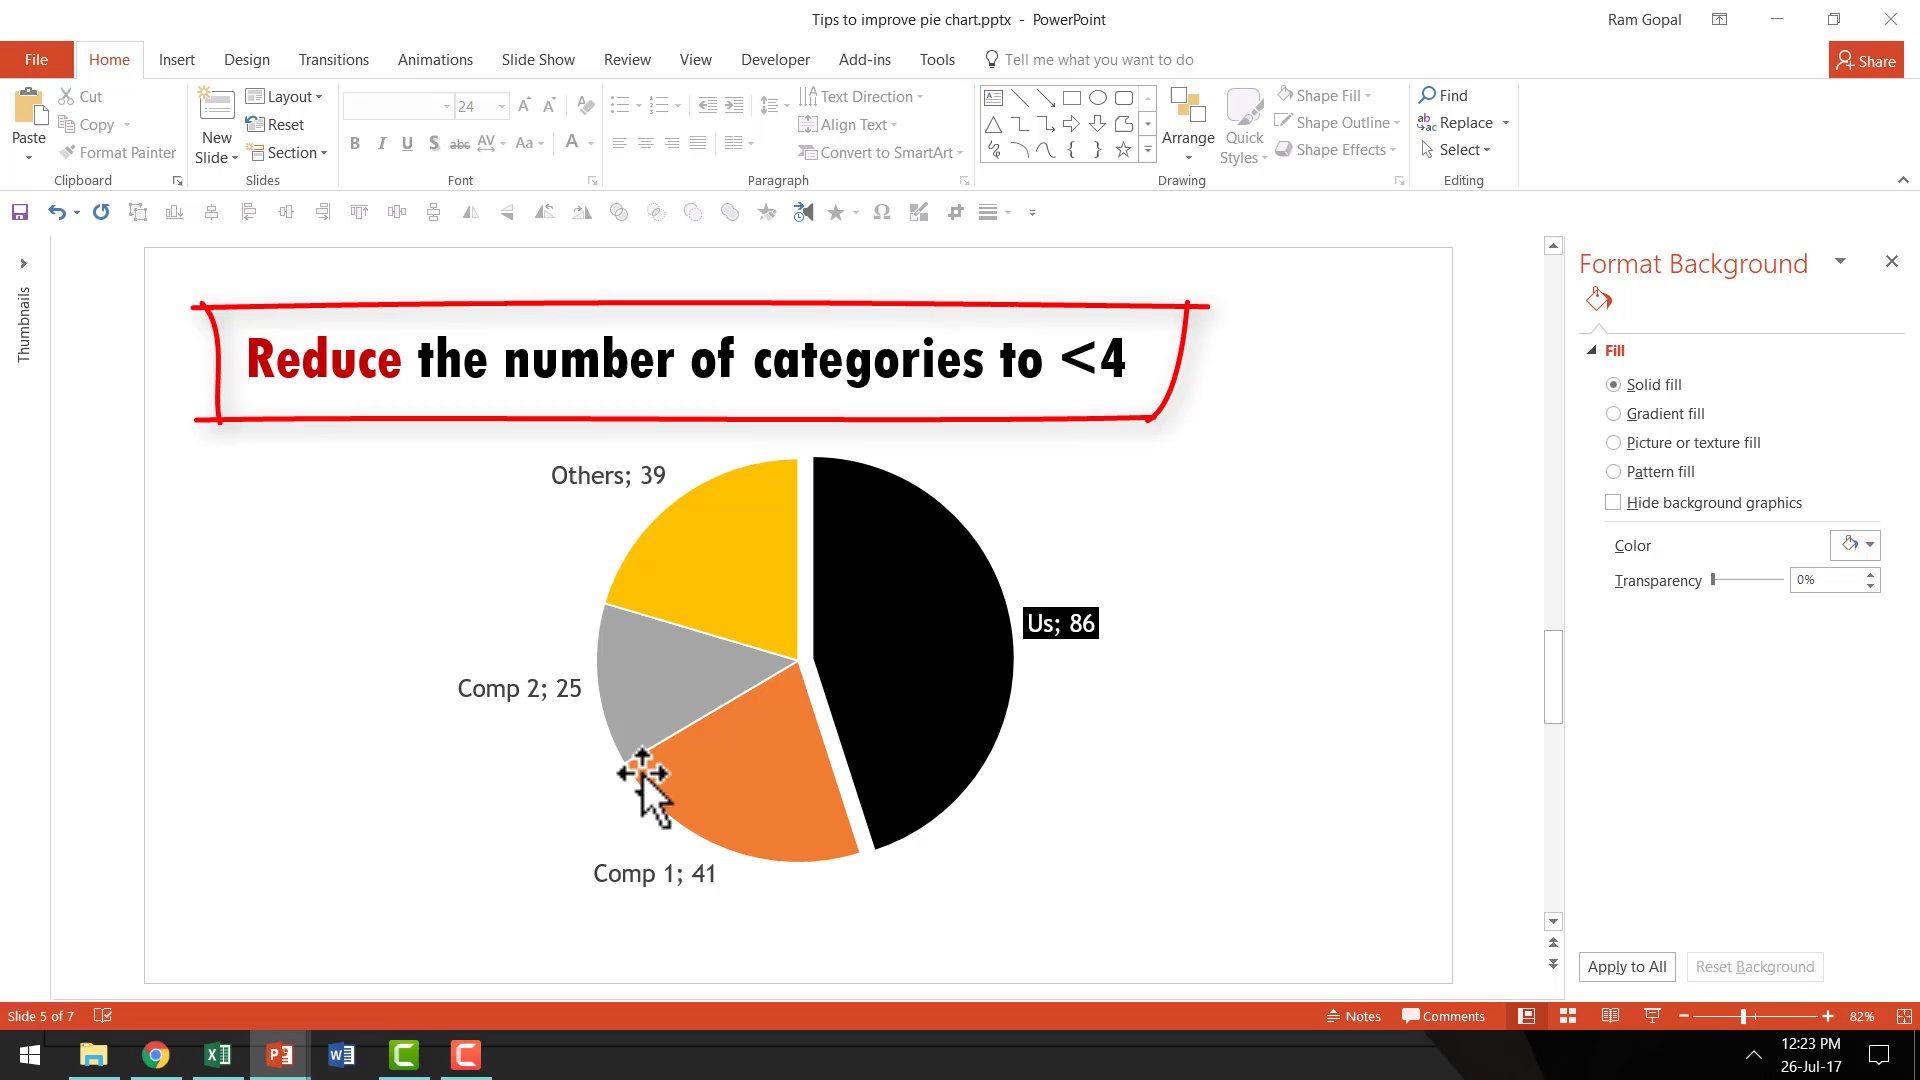 Tips to improve pie chart.pptx - PowerPoint
Ram Gopal
File
Home
Insert
Design
Transitions
Animations
Slide Show
Review
View
Developer
Add-ins
Tools
Tell me what you want to do
Share
Paste
Cut
Copy
Format Painter
Clipboard
New Slide
Layout
Reset
Section
Slides
24
Font
Text Direction
Align Text
Convert to SmartArt
Paragraph
Arrange
Quick Styles
Shape Fill
Shape Outline
Shape Effects
Drawing
Find
Replace
Select
Editing
Thumbnails
Reduce the number of categories to <4
Others; 39
Us; 86
Comp 2; 25
Comp 1; 41
Format Background
Fill
Solid fill
Gradient fill
Picture or texture fill
Pattern fill
Hide background graphics
Color
Transparency
0%
Apply to All
Reset Background
Slide 5 of 7
Notes
Comments
82%
12:23 PM
26-Jul-17